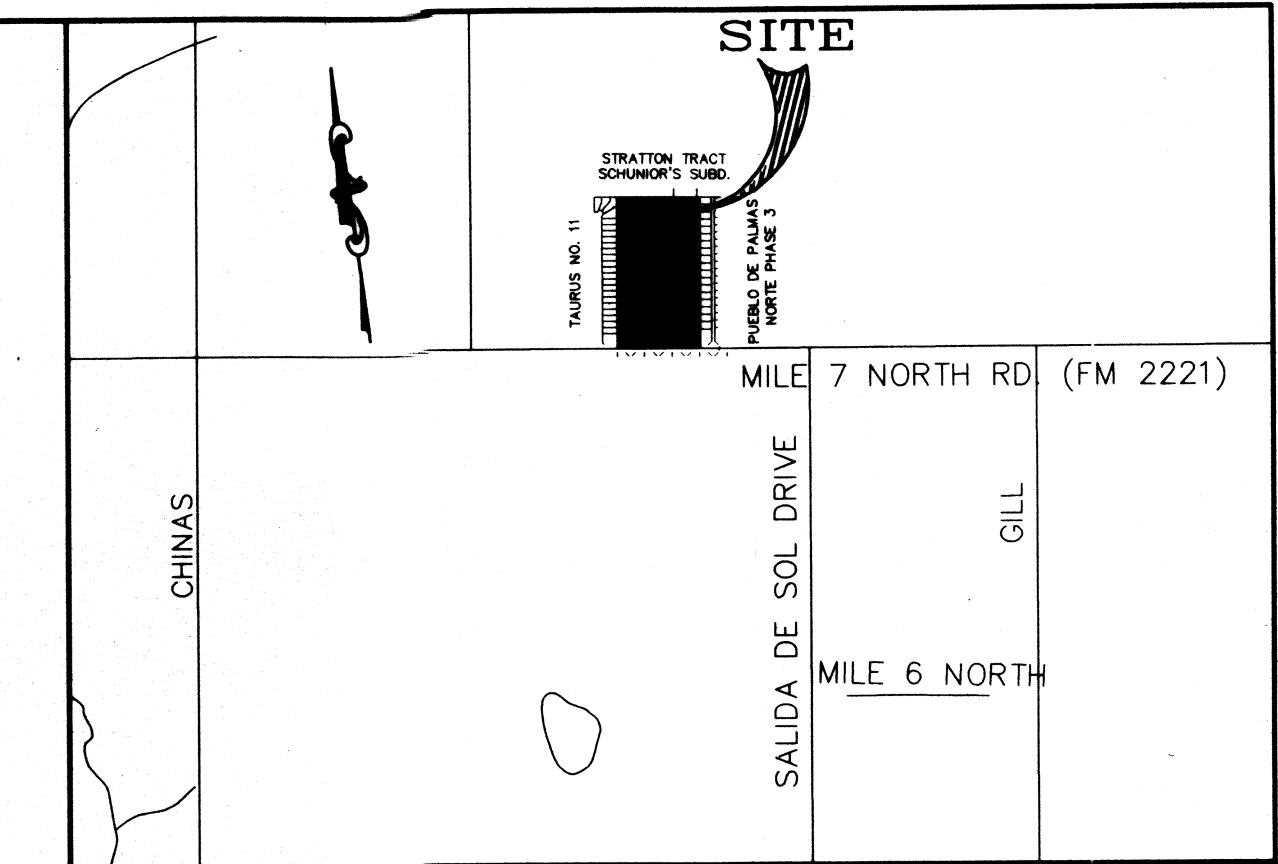 SITE
STRATTON TRACT
SCHUNIOR'S SUBD.
TAURUS NO. 11
PUEBLO DE PALMAS
NORTE PHASE 3
MILE 7 NORTH RD. (FM 2221)
CHINAS
SALIDA DE SOL DRIVE
GILL
MILE 6 NORTH